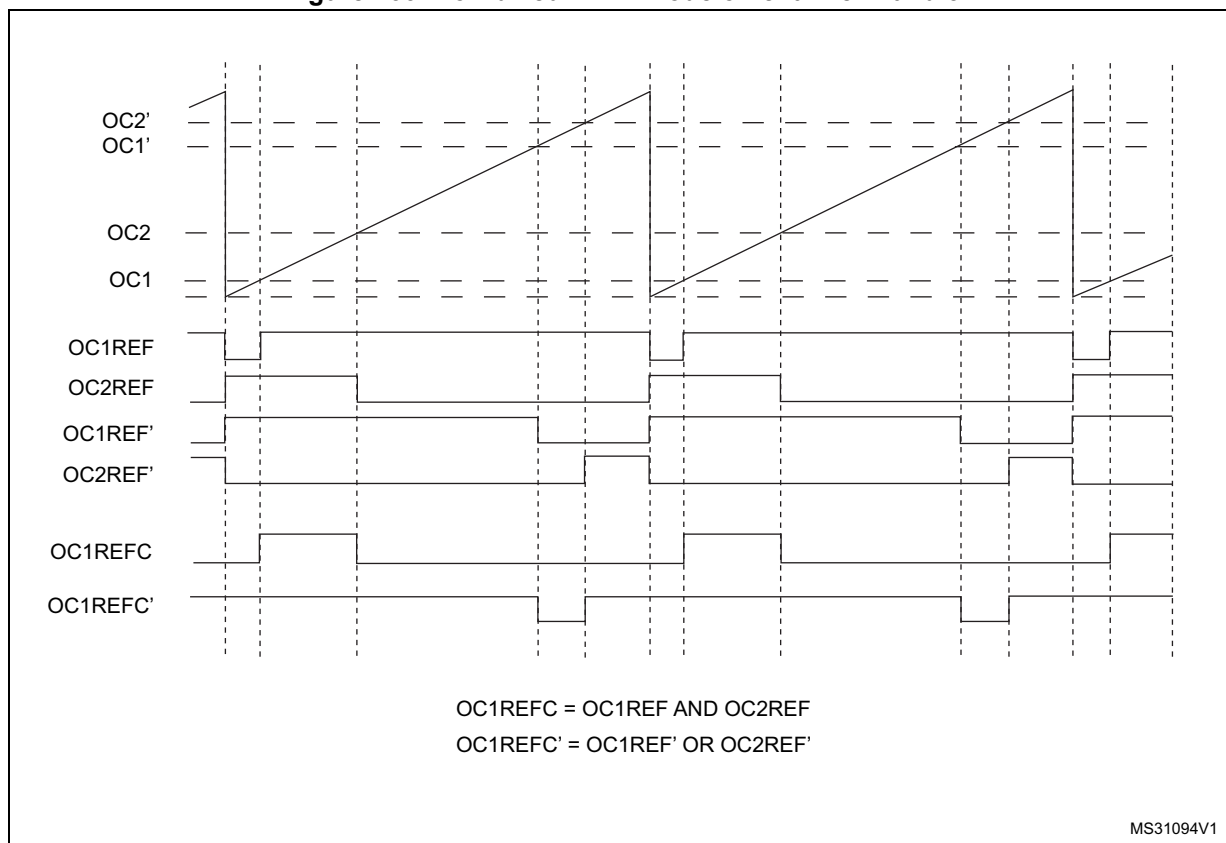 OC2’
OC1’
OC2
OC1
OC1REF
OC2REF
OC1REF’
OC2REF’
OC1REFC
OC1REFC’
OC1REFC = OC1REF AND OC2REF
OC1REFC’ = OC1REF’ OR OC2REF’
MS31094V1